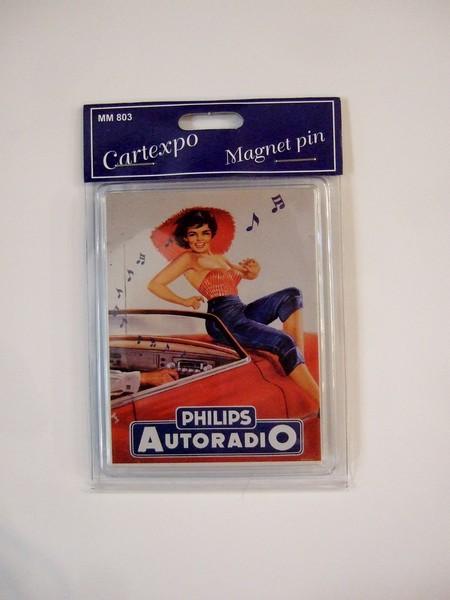 MM 803
Cartexpo
Magnet pin
PHILIPS
AUTORADIO